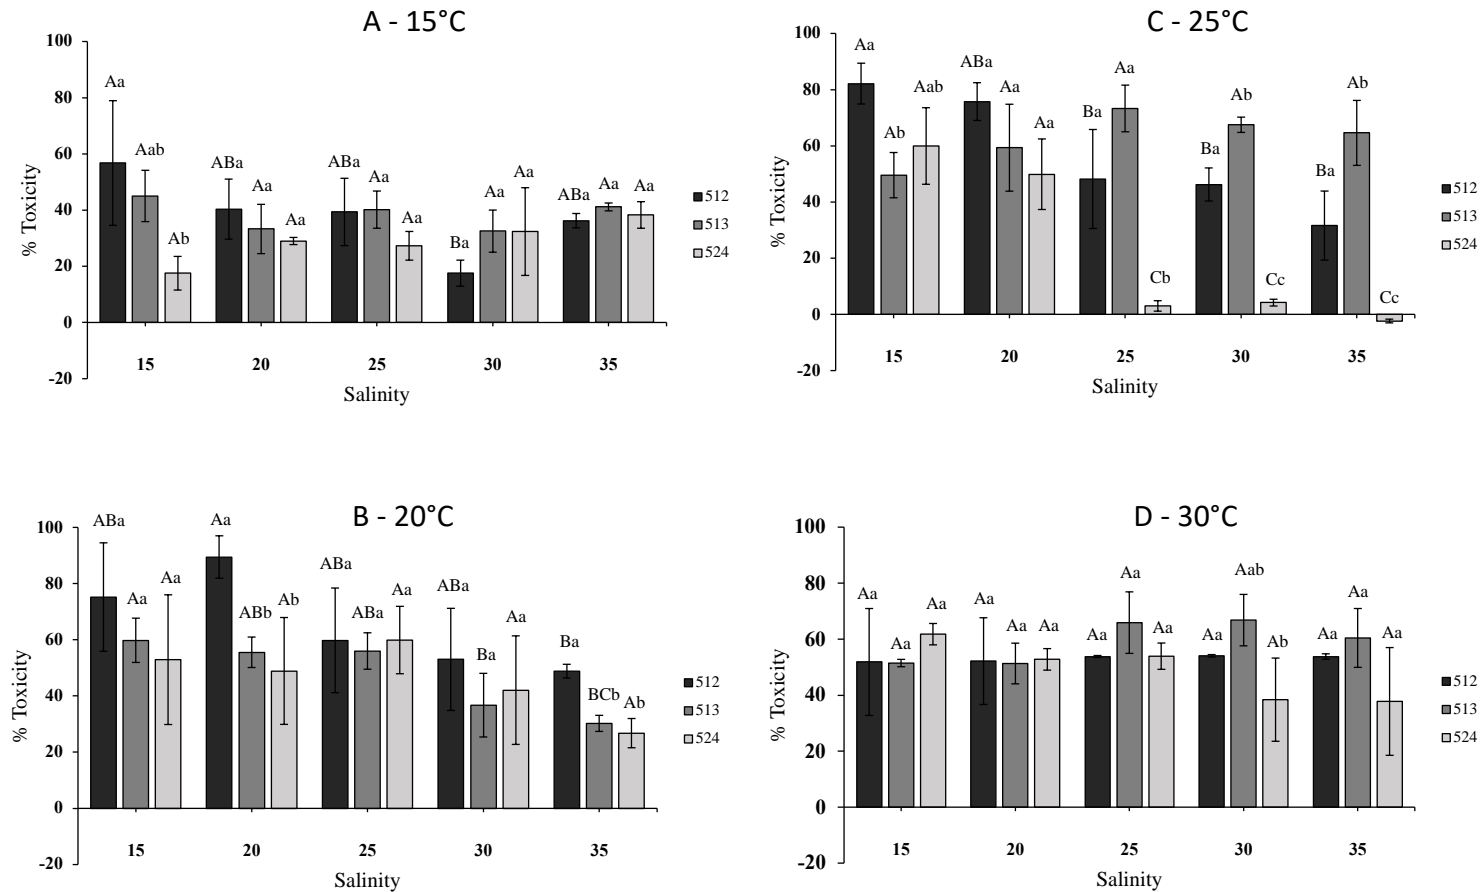 A - 15°C
100
80
60
40
20
0
-20
% Toxicity
Aa
Aab
Ab
ABa
Aa
Aa
ABa
Aa
Aa
Ba
Aa
Aa
ABa
Aa
Aa
15 20 25 30 35
Salinity
512
513
524
C - 25°C
100
80
60
40
20
0
-20
% Toxicity
Aa
Ab
Aab
ABa
Aa
Aa
Ba
Aa
Cb
Ba
Ab
Cc
Ba
Ab
Cc
15 20 25 30 35
Salinity
512
513
524
B - 20°C
100
80
60
40
20
0
-20
% Toxicity
ABa
Aa
Aa
Aa
ABb
Ab
ABa
ABa
Aa
ABa
Ba
Aa
Ba
BCb
Ab
15 20 25 30 35
Salinity
512
513
524
D - 30°C
100
80
60
40
20
0
-20
% Toxicity
Aa
Aa
Aa
Aa
Aa
Aa
Aa
Aa
Aa
Aa
Aab
Ab
Aa
Aa
Aa
15 20 25 30 35
Salinity
512
513
524